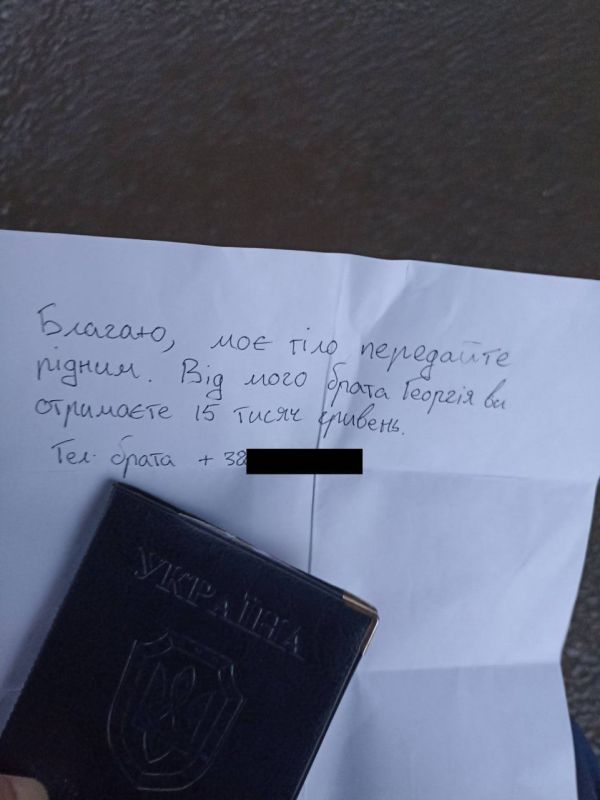 Благаю, моє тіло передайте
рідним. Від мого брата Георгія ви
отримаєте 15 тисяч гривень.
Тел. брата + 38
УКРАЇНА